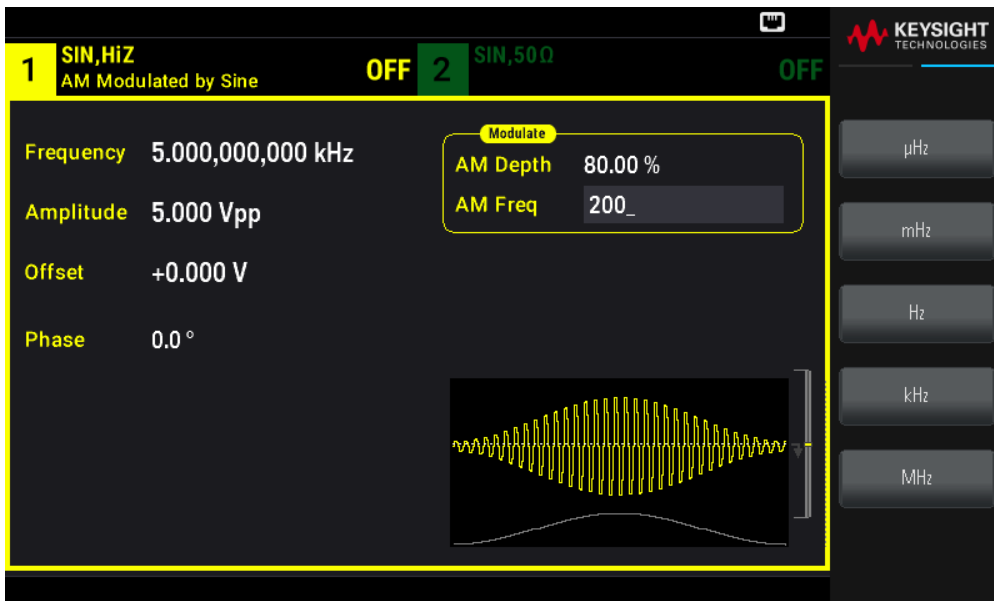 KEYSIGHT
TECHNOLOGIES
1
SIN,HiZ
AM Modulated by Sine
OFF
2
SIN,50Ω
OFF
Frequency 5.000,000,000 kHz
Amplitude 5.000 Vpp
Offset +0.000 V
Phase 0.0 °
Modulate
AM Depth 80.00 %
AM Freq 200_
µHz
mHz
Hz
kHz
MHz